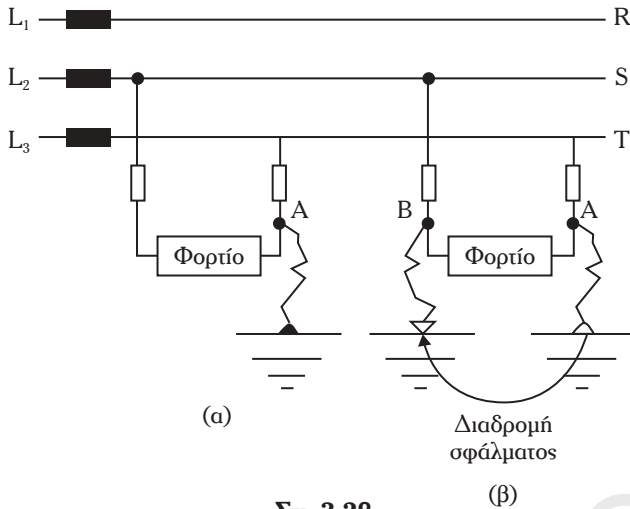 L₁ R
L₂ S
L₃ T
A B A
Φορτίο Φορτίο
(α)
Διαδρομή
σφάλματος
(β)